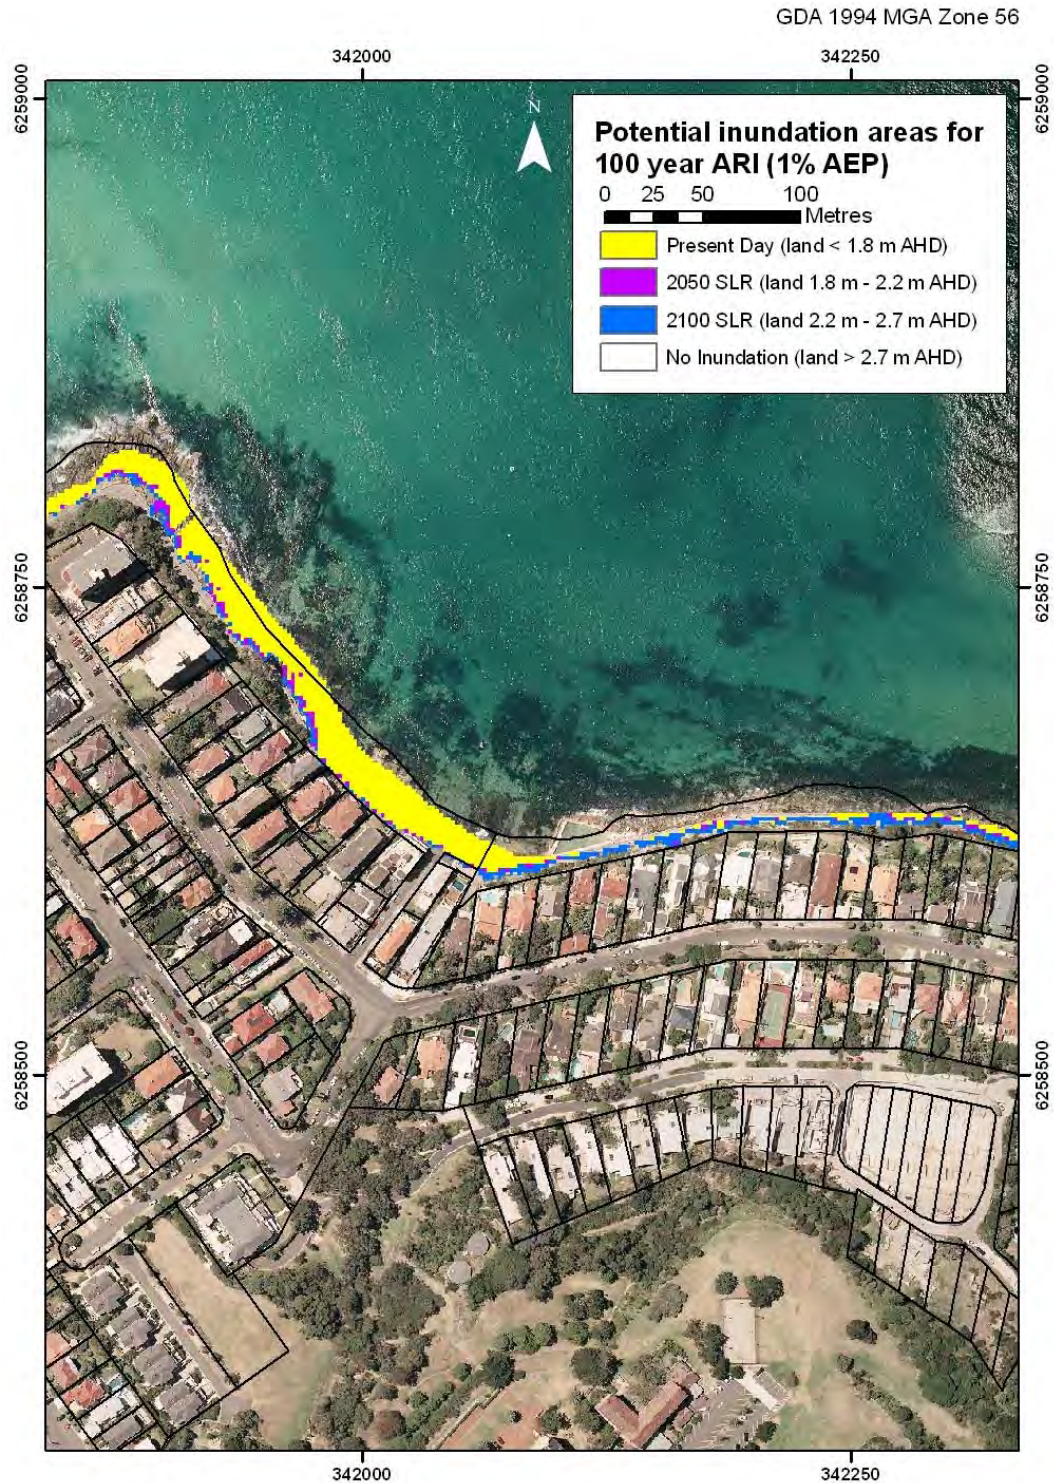 GDA 1994 MGA Zone 56
342000
342250
6259000
6259000
N
Potential inundation areas for
100 year ARI (1% AEP)
0 25 50 100
Metres
Present Day (land < 1.8 m AHD)
2050 SLR (land 1.8 m - 2.2 m AHD)
2100 SLR (land 2.2 m - 2.7 m AHD)
No Inundation (land > 2.7 m AHD)
6258750
6258750
6258500
6258500
342000
342250